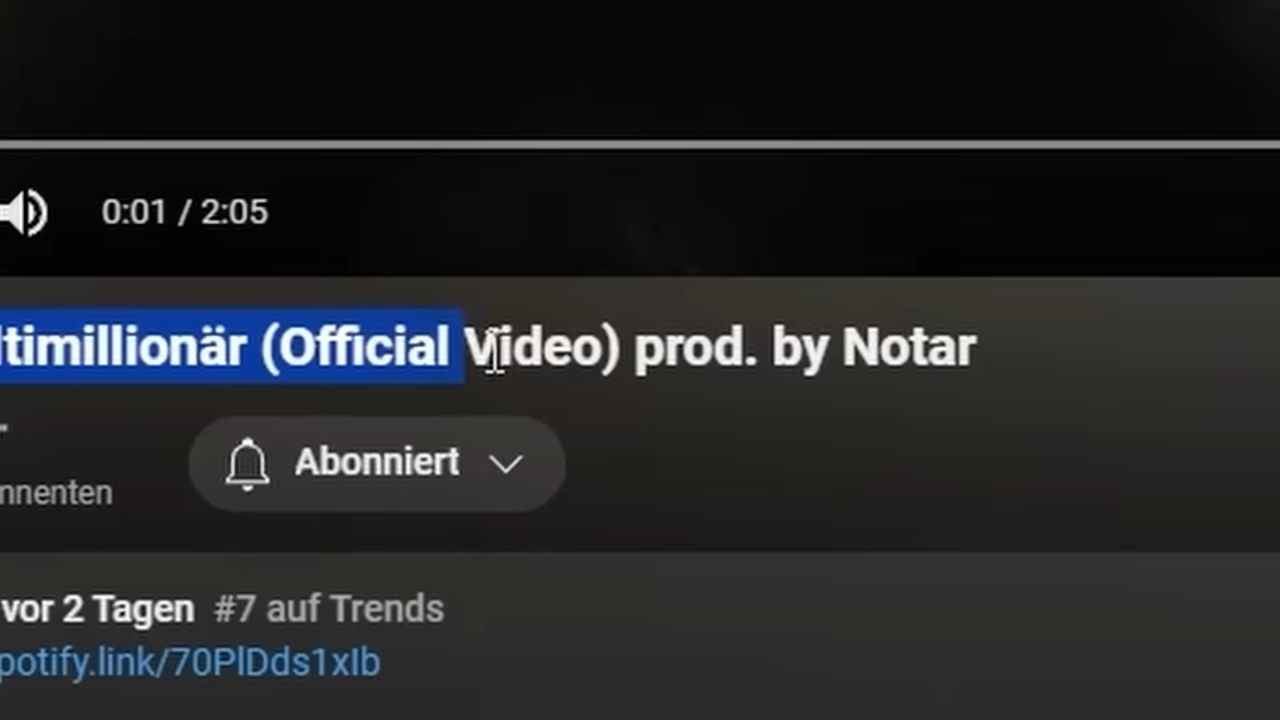 0:01 / 2:05
ltimillionär (Official Video) prod. by Notar
Abonniert
nnenten
vor 2 Tagen #7 auf Trends
potify.link/70PlDds1xIb